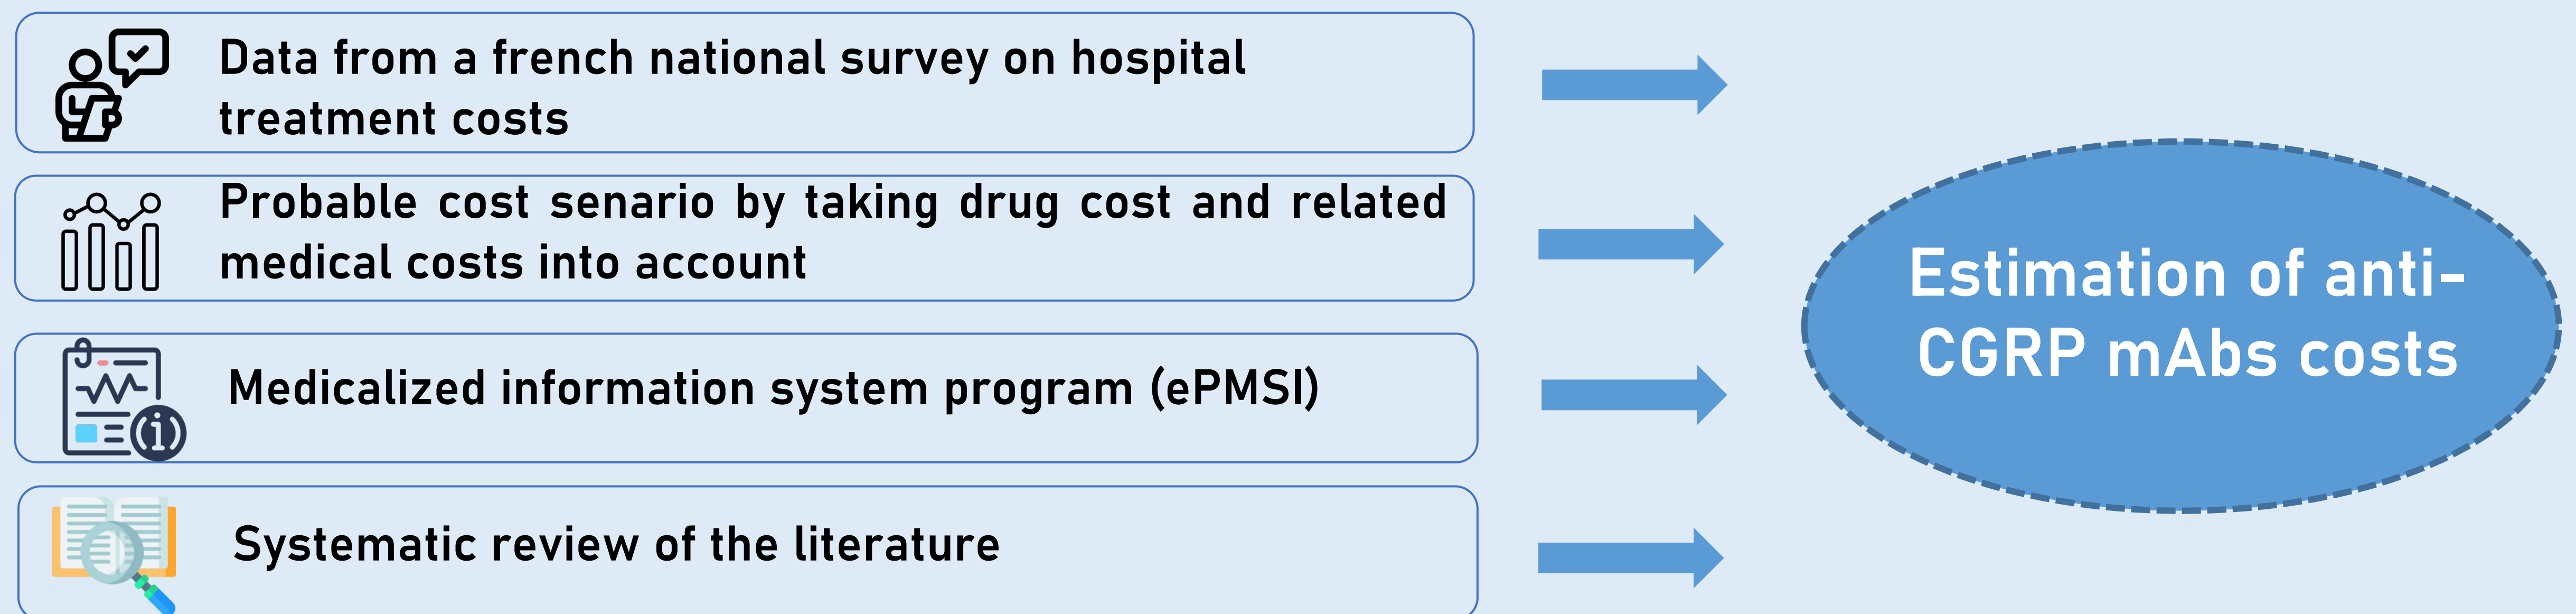 Data from a french national survey on hospital
treatment costs
Probable cost senario by taking drug cost and related
medical costs into account
Medicalized information system program (ePMSI)
Systematic review of the literature
Estimation of anti-
CGRP mAbs costs